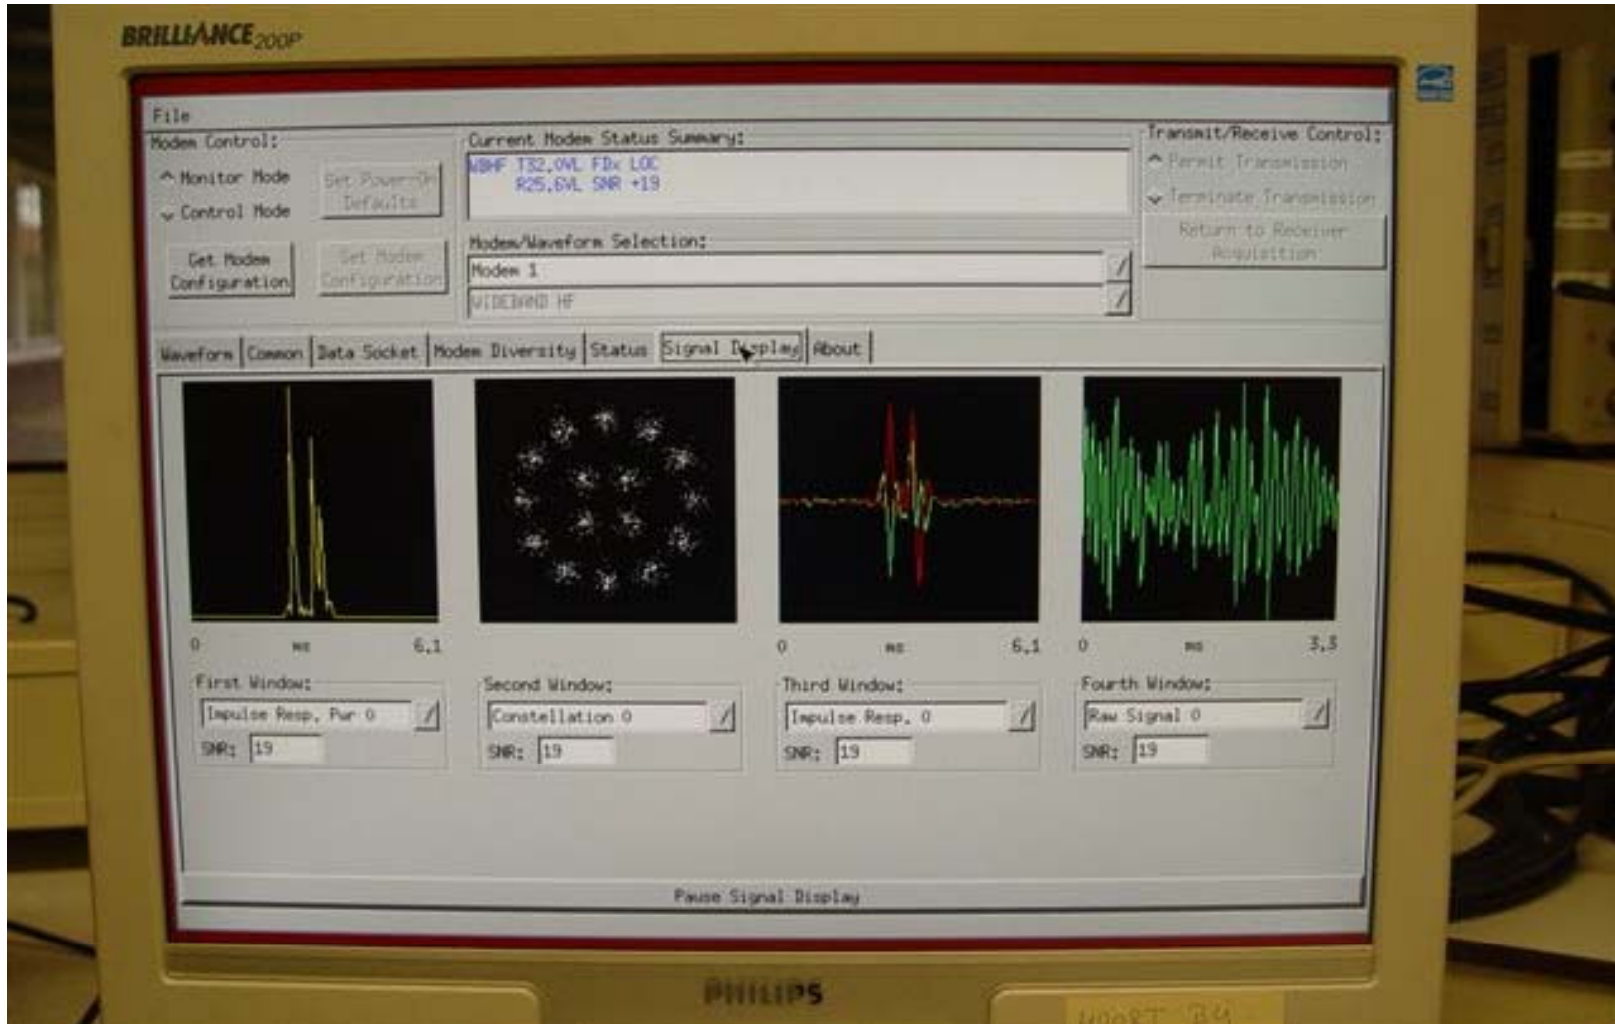 BRILLIANCE 200P
File
Modem Control:
Monitor Mode
Control Mode
Set Power-On
Defaults
Get Modem
Configuration
Set Modem
Configuration
Current Modem Status Summary:
WBHF T32.0VL FDx LOC
R25.6VL SNR +19
Modem/Waveform Selection:
Modem 1
WIDEBAND HF
Transmit/Receive Control:
Permit Transmission
Terminate Transmission
Return to Receiver
Acquisition
Waveform Common Data Socket Modem Diversity Status Signal Display About
0 ms 6.1
0 ms 6.1
0 ms 3.3
First Window:
Impulse Resp. Pwr 0
SNR: 19
Second Window:
Constellation 0
SNR: 19
Third Window:
Impulse Resp. 0
SNR: 19
Fourth Window:
Raw Signal 0
SNR: 19
Pause Signal Display
PHILIPS